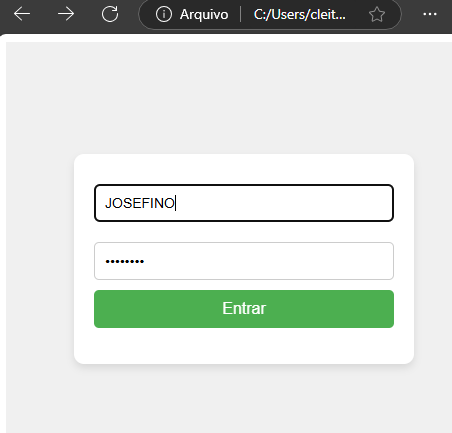 Arquivo C:/Users/cleit...
JOSEFINO
••••••••
Entrar